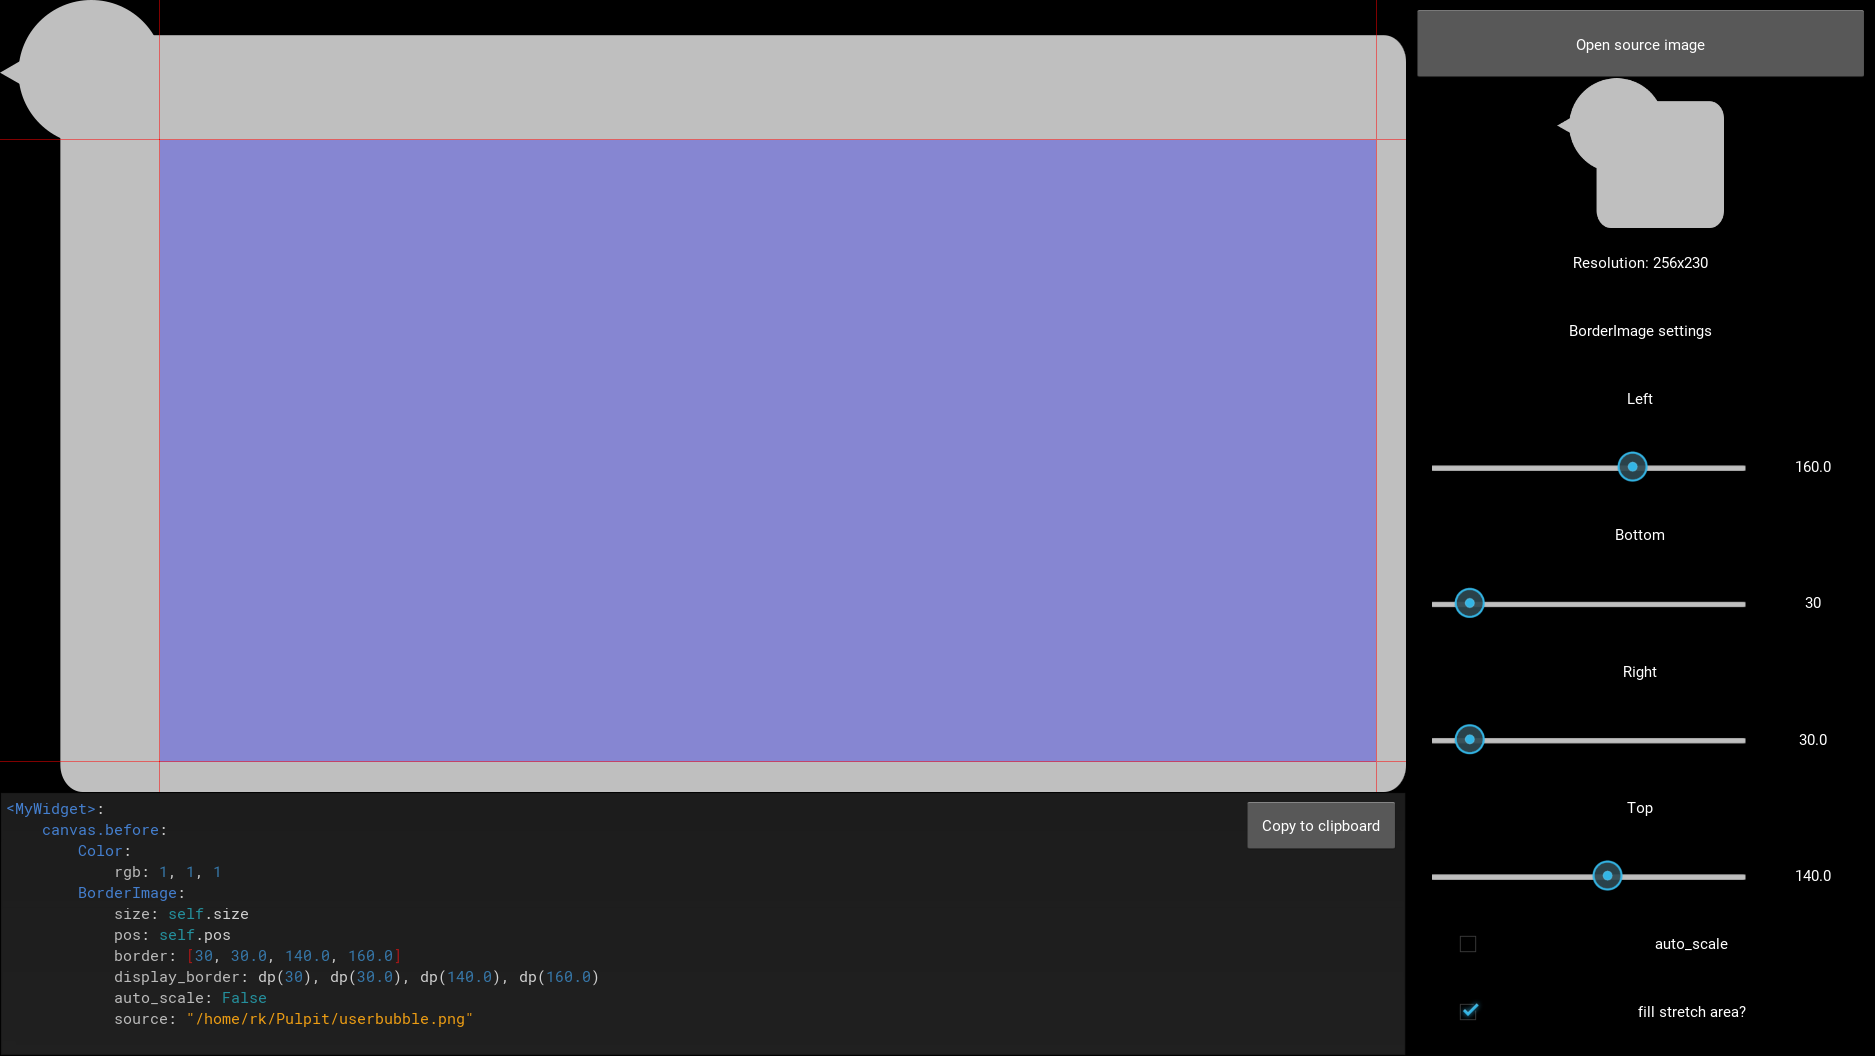 Open source image
Resolution: 256x230
BorderImage settings
Left
160.0
Bottom
30
Right
30.0
Top
140.0
auto_scale
fill stretch area?
<MyWidget>:
    canvas.before:
        Color:
            rgb: 1, 1, 1
        BorderImage:
            size: self.size
            pos: self.pos
            border: [30, 30.0, 140.0, 160.0]
            display_border: dp(30), dp(30.0), dp(140.0), dp(160.0)
            auto_scale: False
            source: "/home/rk/Pulpit/userbubble.png"
Copy to clipboard